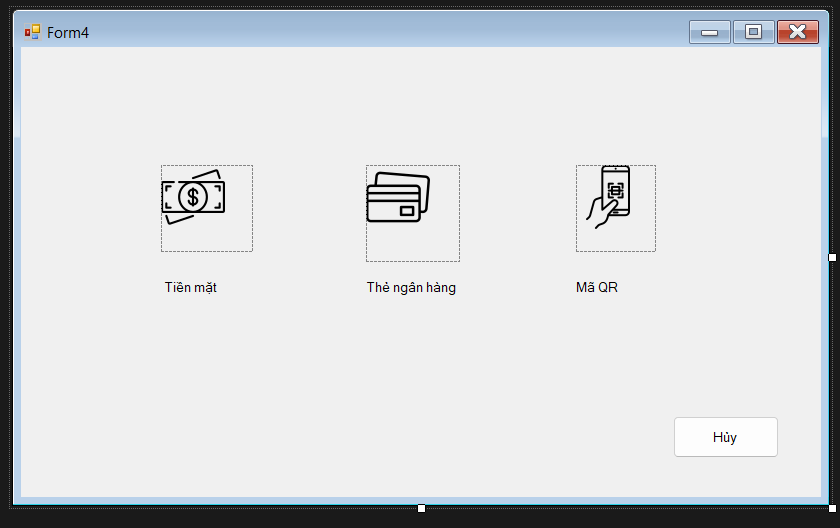 Form4
$
Tiền mặt
Thẻ ngân hàng
Mã QR
Hủy